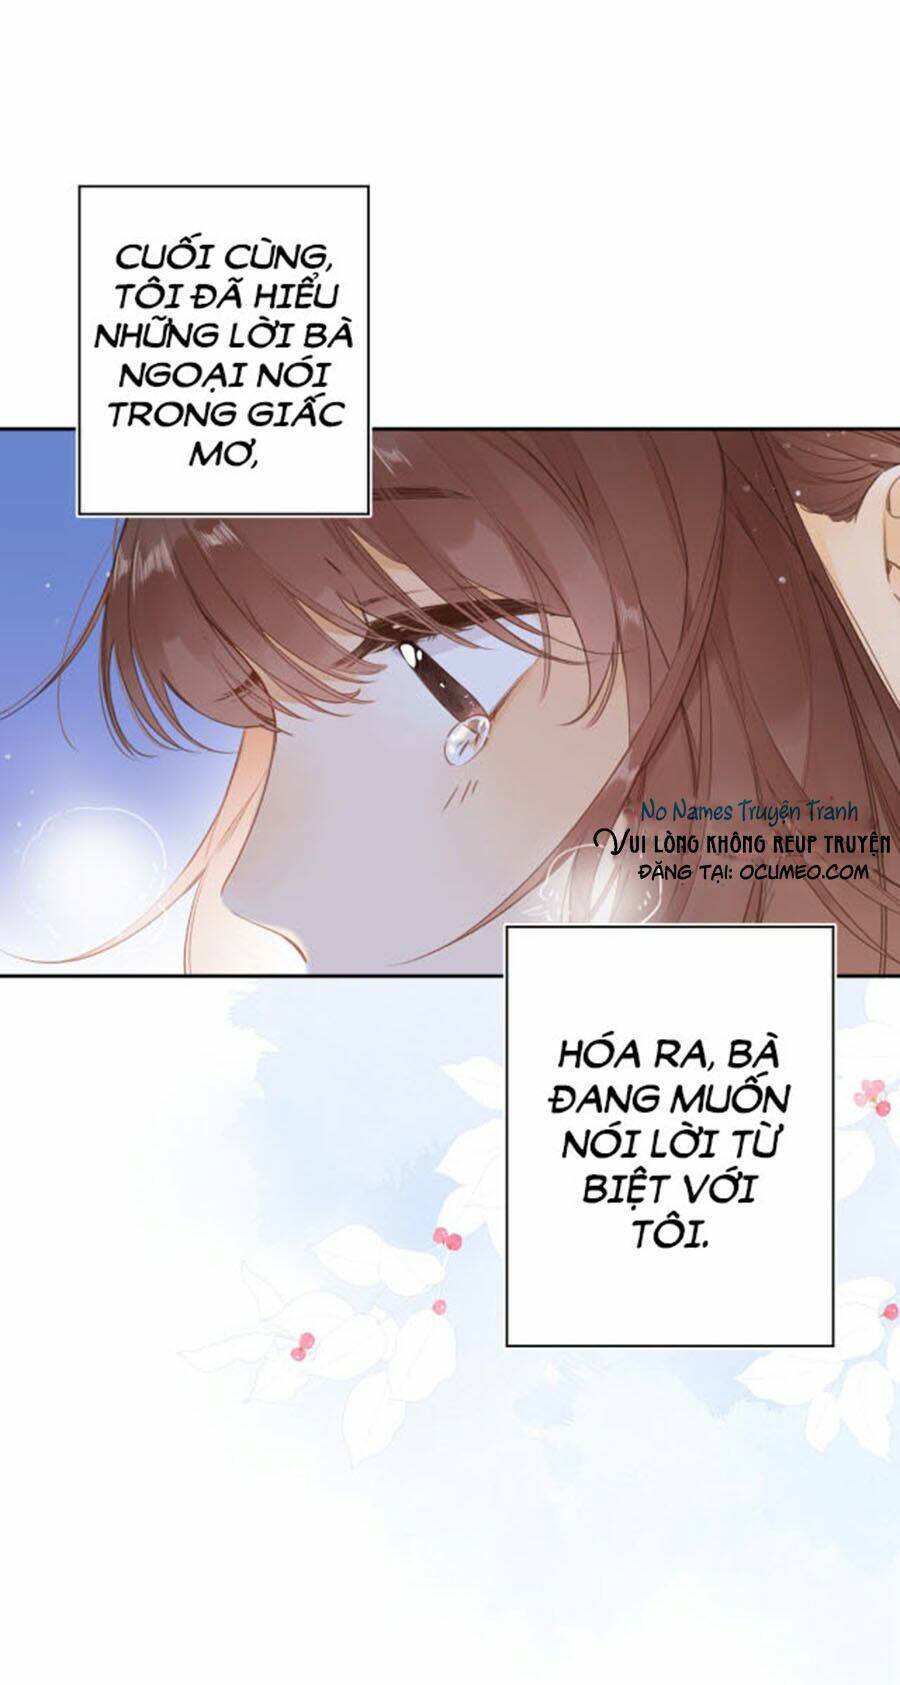 CUỐI CÙNG,
TÔI ĐÃ HIỂU
NHỮNG LỜI BÀ
NGOẠI NÓI
TRONG GIẤC
MƠ,
No Names Truyện Tranh
VUI LÒNG KHÔNG REUP TRUYỆN
ĐĂNG TẠI: OCUMEO.COM
HÓA RA, BÀ
ĐANG MUỐN
NÓI LỜI TỪ
BIỆT VỚI
TÔI.